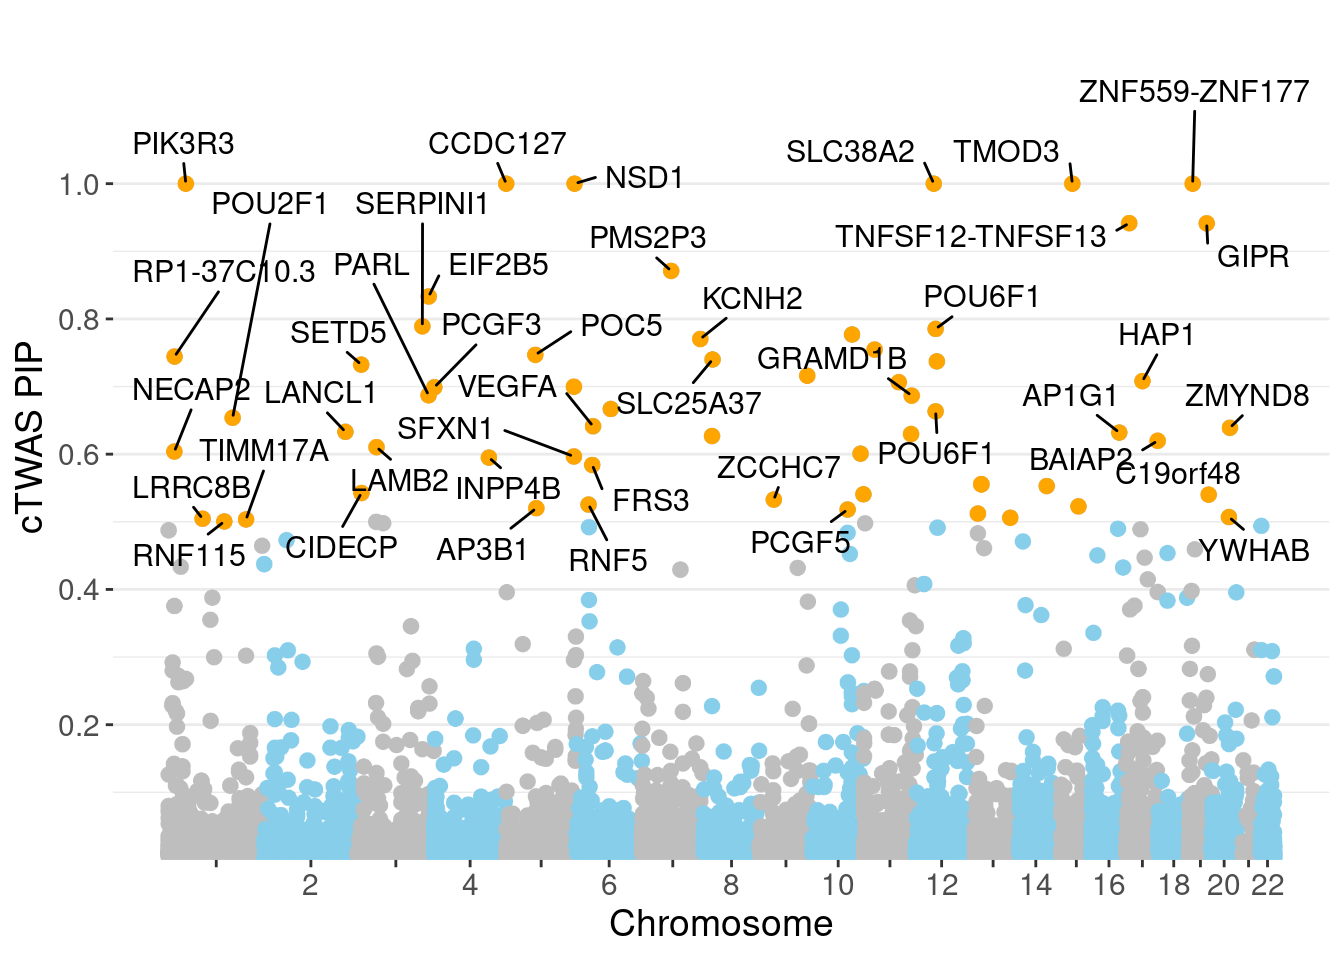 ZNF559-ZNF177
PIK3R3
CCDC127
SLC38A2
TMOD3
NSD1
1.0
POU2F1
SERPINI1
PMS2P3
TNFSF12-TNFSF13
GIPR
RP1-37C10.3
PARL
EIF2B5
KCNH2
POU6F1
0.8
SETD5
PCGF3
POC5
HAP1
GRAMD1B
NECAP2
LANCL1
VEGFA
SLC25A37
AP1G1
ZMYND8
SFXN1
TIMM17A
0.6
POU6F1
BAIAP2
ZCCHC7
C19orf48
LRRC8B
LAMB2
INPP4B
FRS3
RNF115
CIDECP
AP3B1
RNF5
PCGF5
YWHAB
0.4
0.2
cTWAS PIP
2
4
6
8
10
12
14
16
18
20
22
Chromosome